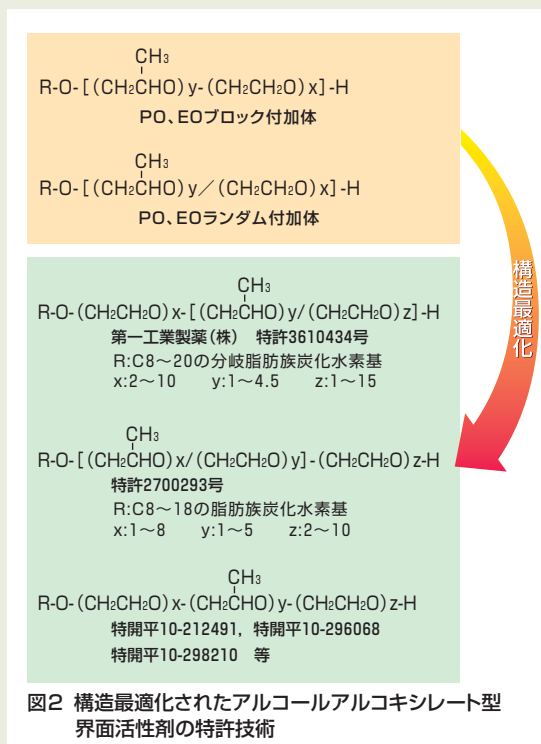 CH₃
R-O-[(CH₂CHO)y-(CH₂CH₂O)x]-H
PO、EOブロック付加体
CH₃
R-O-[(CH₂CHO)y／(CH₂CH₂O)x]-H
PO、EOランダム付加体
構造最適化
CH₃
R-O-(CH₂CH₂O)x-[(CH₂CHO)y/(CH₂CH₂O)z]-H
第一工業製薬(株) 特許3610434号
R:C8～20の分岐脂肪族炭化水素基
x:2～10 y:1～4.5 z:1～15
CH₃
R-O-[(CH₂CHO)x/(CH₂CH₂O)y]-(CH₂CH₂O)z-H
特許2700293号
R:C8～18の脂肪族炭化水素基
x:1～8 y:1～5 z:2～10
CH₃
R-O-(CH₂CH₂O)x-(CH₂CHO)y-(CH₂CH₂O)z-H
特開平10-212491, 特開平10-296068
特開平10-298210 等
図2 構造最適化されたアルコールアルコキシレート型
界面活性剤の特許技術